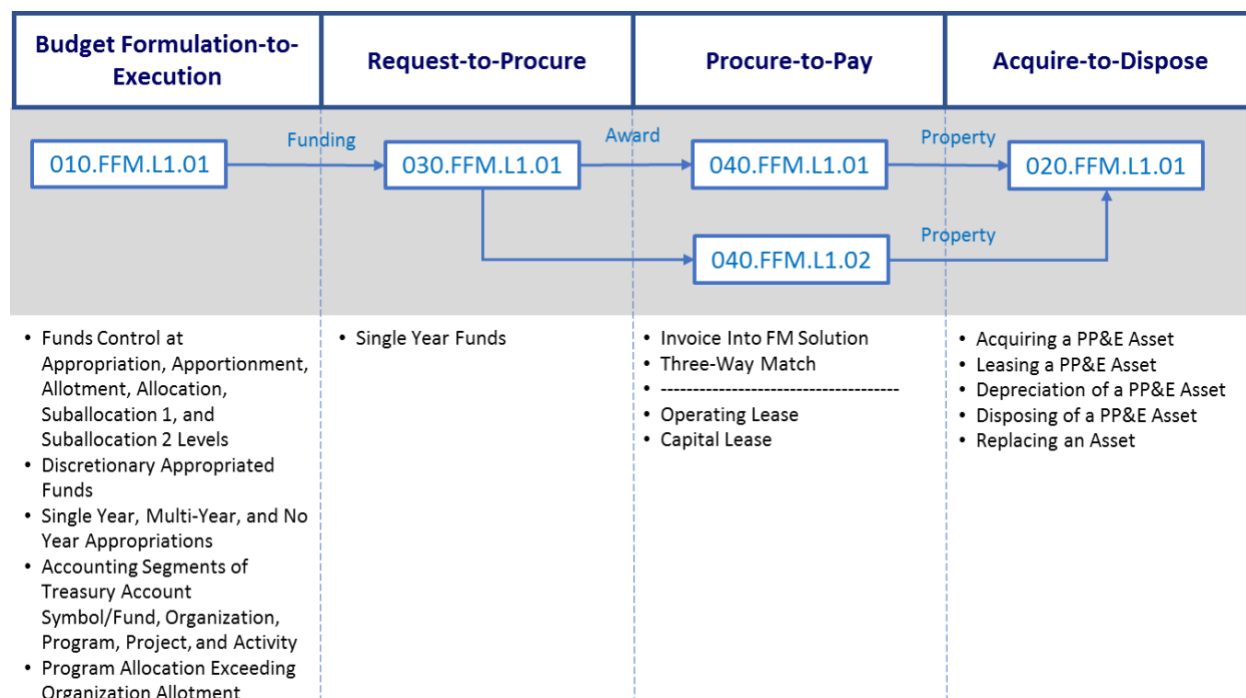 Budget Formulation-to-
Execution
Request-to-Procure
Procure-to-Pay
Acquire-to-Dispose
Funding
Award
Property
010.FFM.L1.01
030.FFM.L1.01
040.FFM.L1.01
020.FFM.L1.01
Property
040.FFM.L1.02
• Funds Control at
Appropriation, Apportionment,
Allotment, Allocation,
Suballocation 1, and
Suballocation 2 Levels
• Discretionary Appropriated
Funds
• Single Year, Multi-Year, and No
Year Appropriations
• Accounting Segments of
Treasury Account
Symbol/Fund, Organization,
Program, Project, and Activity
• Program Allocation Exceeding
Organization Allotment
• Single Year Funds
• Invoice Into FM Solution
• Three-Way Match
• -------------------------------------
• Operating Lease
• Capital Lease
• Acquiring a PP&E Asset
• Leasing a PP&E Asset
• Depreciation of a PP&E Asset
• Disposing of a PP&E Asset
• Replacing an Asset